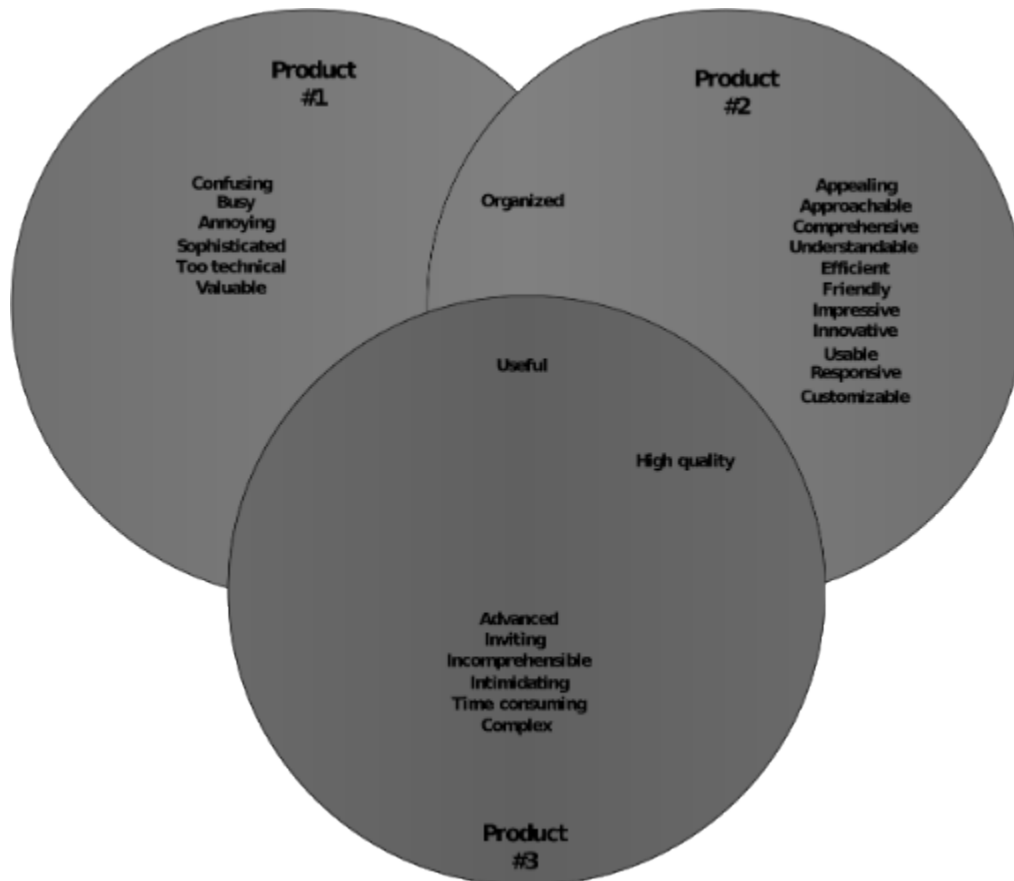 Product
#1
Confusing
Busy
Annoying
Sophisticated
Too technical
Valuable
Organized
Product
#2
Appealing
Approachable
Comprehensive
Understandable
Efficient
Friendly
Impressive
Innovative
Usable
Responsive
Customizable
Useful
High quality
Advanced
Inviting
Incomprehensible
Intimidating
Time consuming
Complex
Product
#3